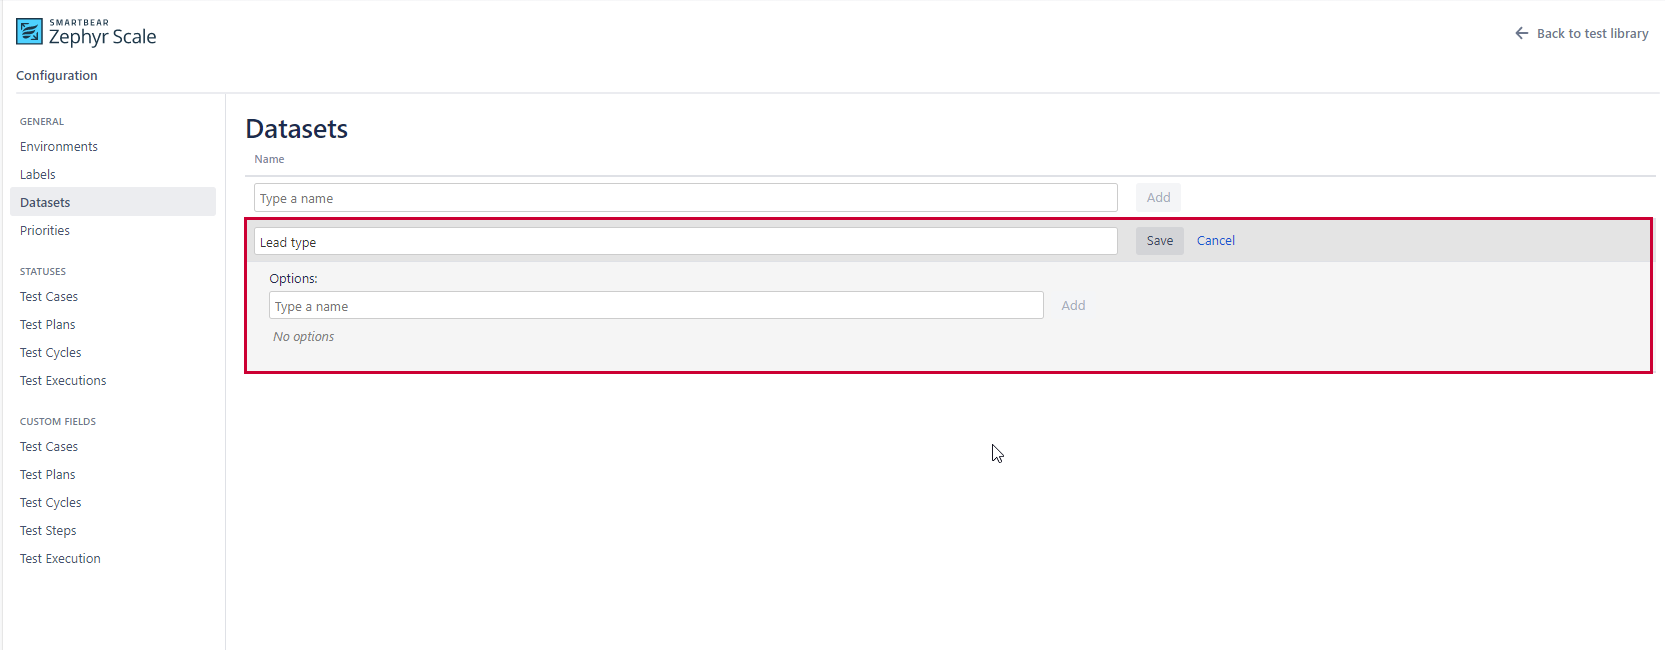 SMARTBEAR
Zephyr Scale
Back to test library
Configuration
GENERAL
Environments
Labels
Datasets
Priorities
STATUSES
Test Cases
Test Plans
Test Cycles
Test Executions
CUSTOM FIELDS
Test Cases
Test Plans
Test Cycles
Test Steps
Test Execution
Datasets
Name
Type a name Add
Lead type Save Cancel
Options:
Type a name Add
No options